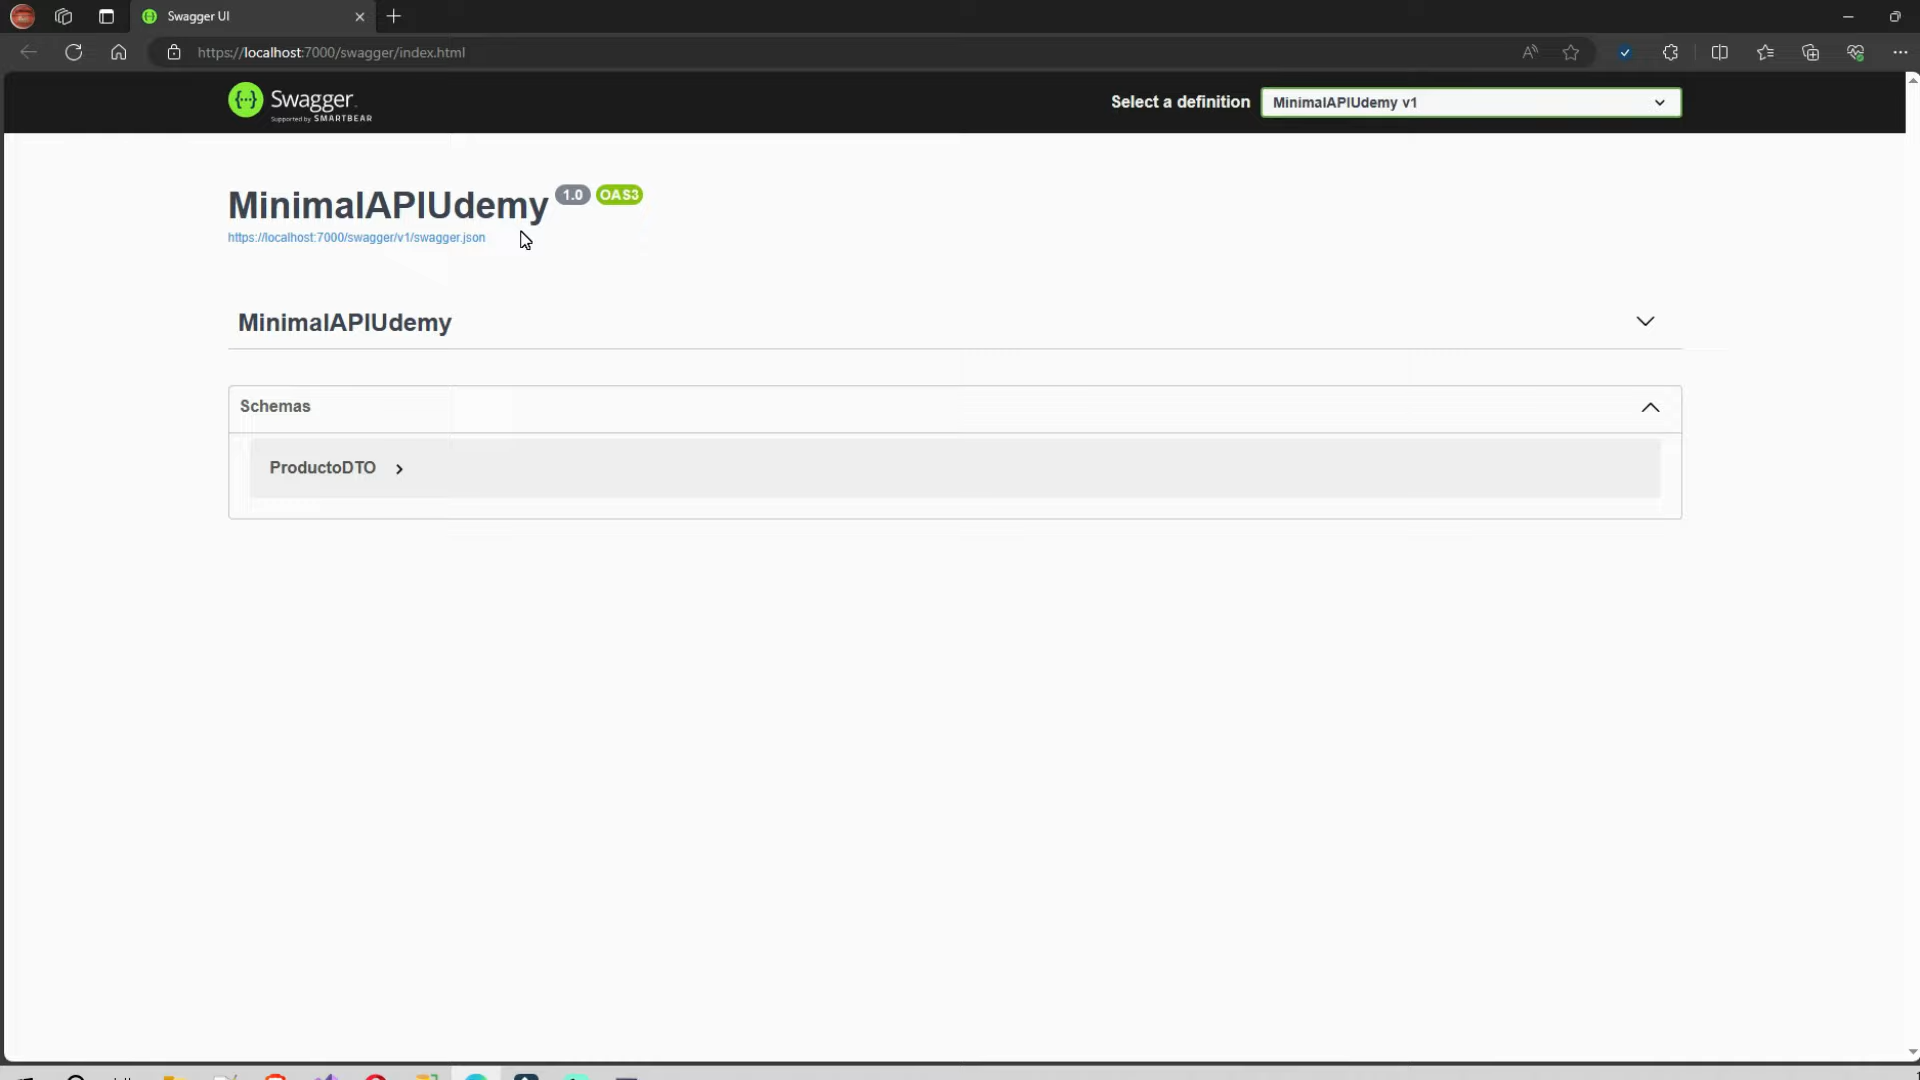 Swagger UI
https://localhost:7000/swagger/index.html
Swagger
Supported by SMARTBEAR
Select a definition
MinimalAPIUdemy v1
MinimalAPIUdemy 1.0 OAS3
https://localhost:7000/swagger/v1/swagger.json
MinimalAPIUdemy
Schemas
ProductoDTO